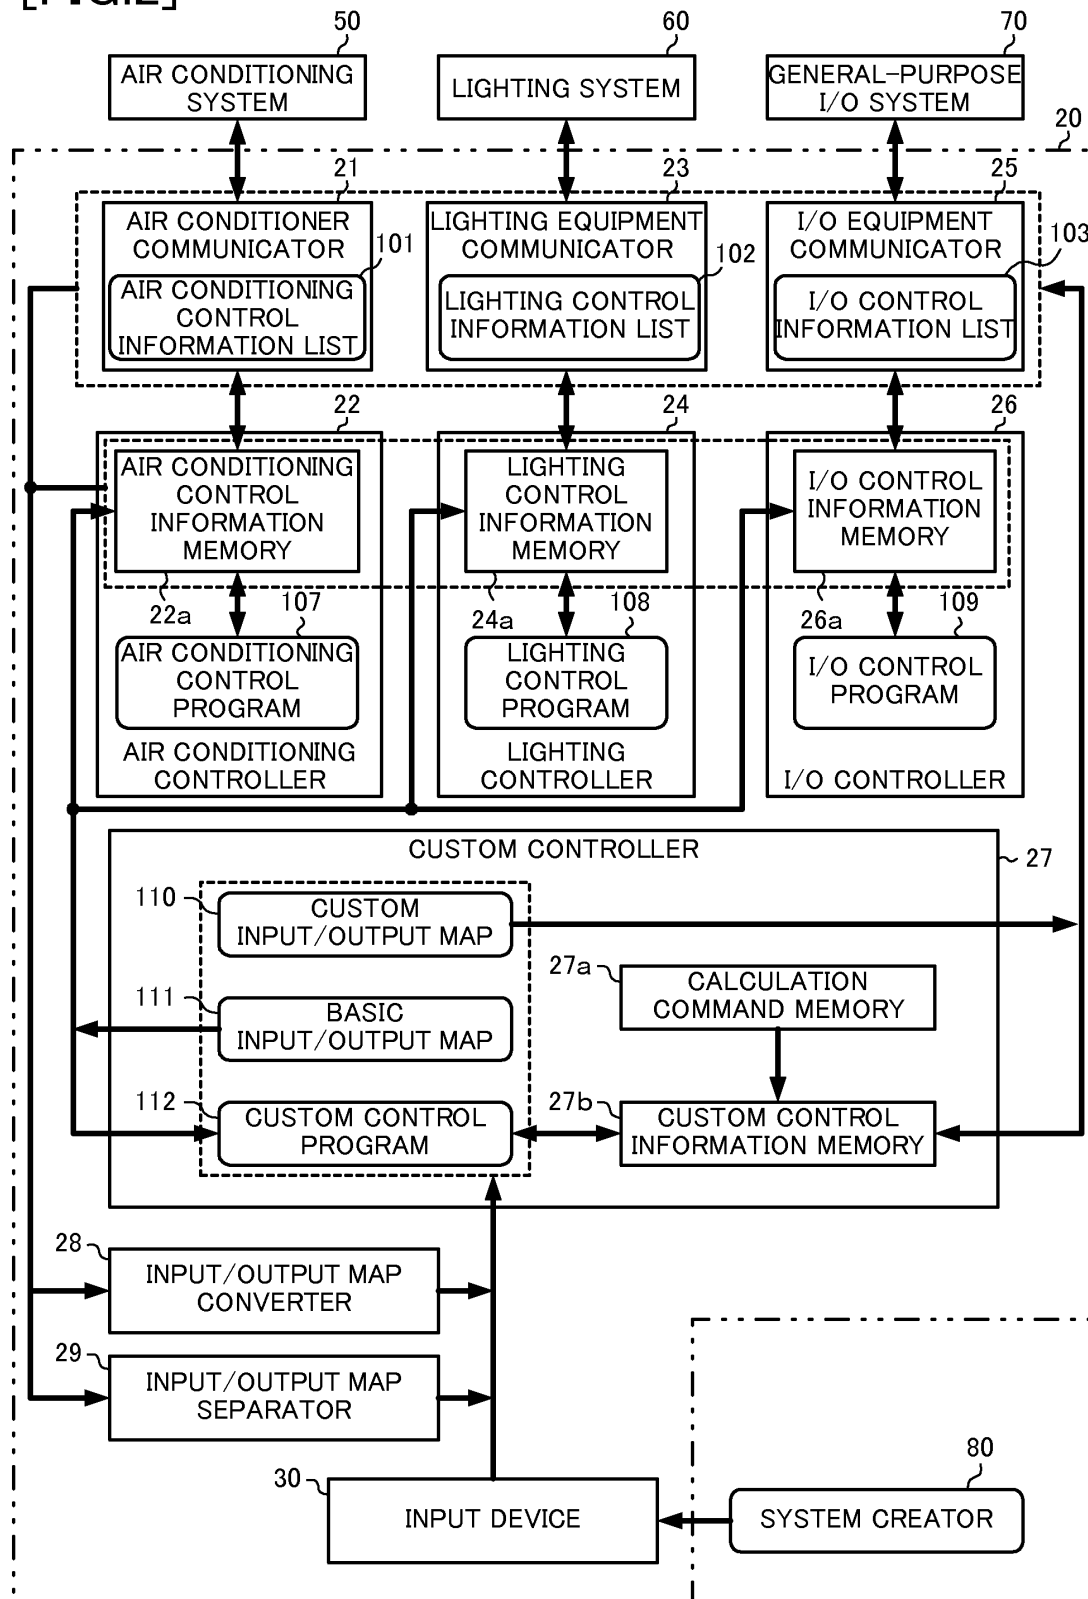 [FIG.2]
50
60
70
AIR CONDITIONING
SYSTEM
LIGHTING SYSTEM
GENERAL-PURPOSE
I/O SYSTEM
20
21
23
25
AIR CONDITIONER
COMMUNICATOR
101
AIR CONDITIONING
CONTROL
INFORMATION LIST
LIGHTING EQUIPMENT
COMMUNICATOR
102
LIGHTING CONTROL
INFORMATION LIST
I/O EQUIPMENT
COMMUNICATOR
103
I/O CONTROL
INFORMATION LIST
22
24
26
AIR CONDITIONING
CONTROL
INFORMATION
MEMORY
LIGHTING
CONTROL
INFORMATION
MEMORY
I/O CONTROL
INFORMATION
MEMORY
22a
107
24a
108
26a
109
AIR CONDITIONING
CONTROL
PROGRAM
LIGHTING
CONTROL
PROGRAM
I/O CONTROL
PROGRAM
AIR CONDITIONING
CONTROLLER
LIGHTING
CONTROLLER
I/O CONTROLLER
CUSTOM CONTROLLER
27
110
CUSTOM
INPUT/OUTPUT MAP
27a
CALCULATION
COMMAND MEMORY
111
BASIC
INPUT/OUTPUT MAP
112
CUSTOM CONTROL
PROGRAM
27b
CUSTOM CONTROL
INFORMATION MEMORY
28
INPUT/OUTPUT MAP
CONVERTER
29
INPUT/OUTPUT MAP
SEPARATOR
30
INPUT DEVICE
80
SYSTEM CREATOR